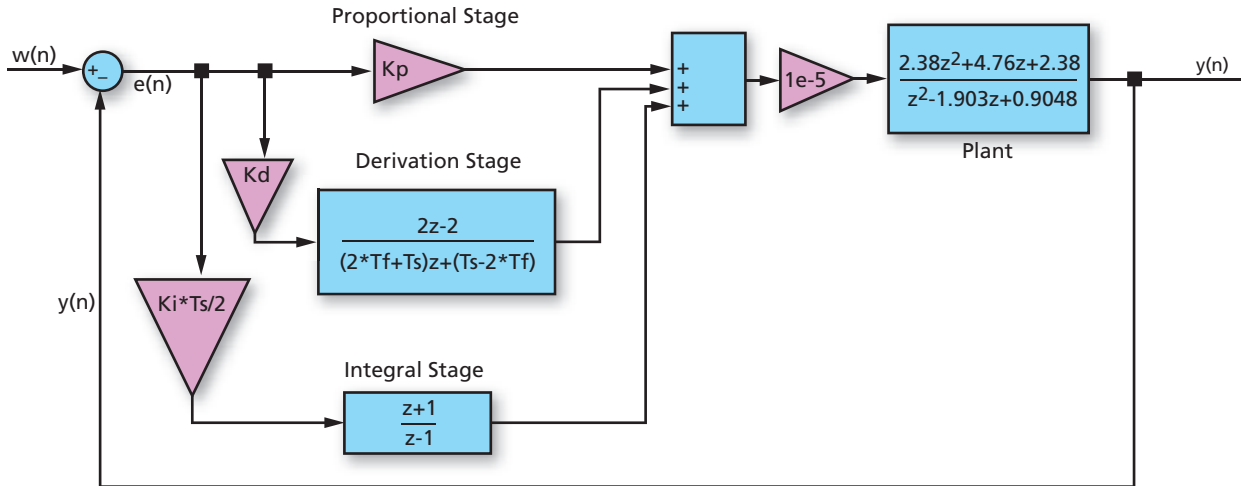 Proportional Stage
w(n)
+
-
e(n)
Kp
+
+
+
1e-5
2.38z²+4.76z+2.38
z²-1.903z+0.9048
Plant
y(n)
Kd
Derivation Stage
2z-2
(2*Tf+Ts)z+(Ts-2*Tf)
y(n)
Ki*Ts/2
Integral Stage
z+1
z-1